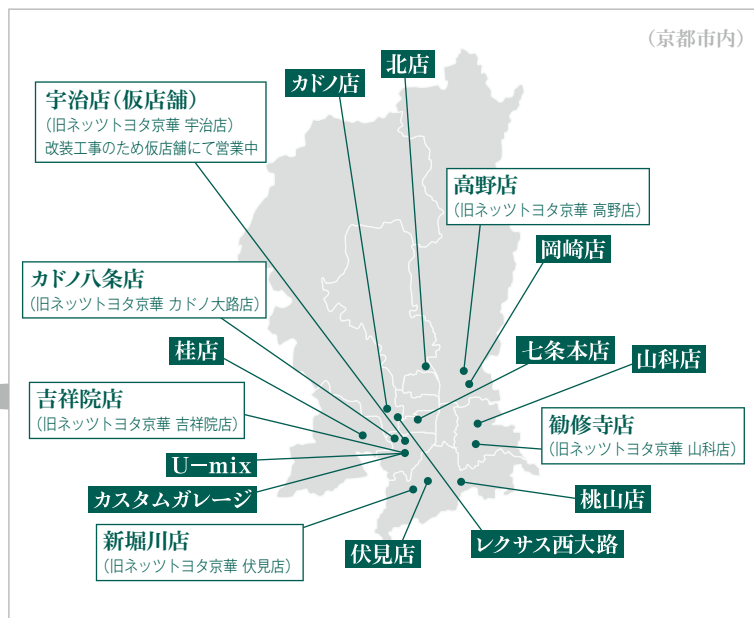 （京都市内）
北店
カドノ店
宇治店（仮店舗）
（旧ネッツトヨタ京華 宇治店）
改装工事のため仮店舗にて営業中
高野店
（旧ネッツトヨタ京華 高野店）
岡崎店
カドノ八条店
（旧ネッツトヨタ京華 カドノ大路店）
桂店
七条本店
山科店
吉祥院店
（旧ネッツトヨタ京華 吉祥院店）
勧修寺店
（旧ネッツトヨタ京華 山科店）
U−mix
カスタムガレージ
桃山店
新堀川店
（旧ネッツトヨタ京華 伏見店）
伏見店
レクサス西大路